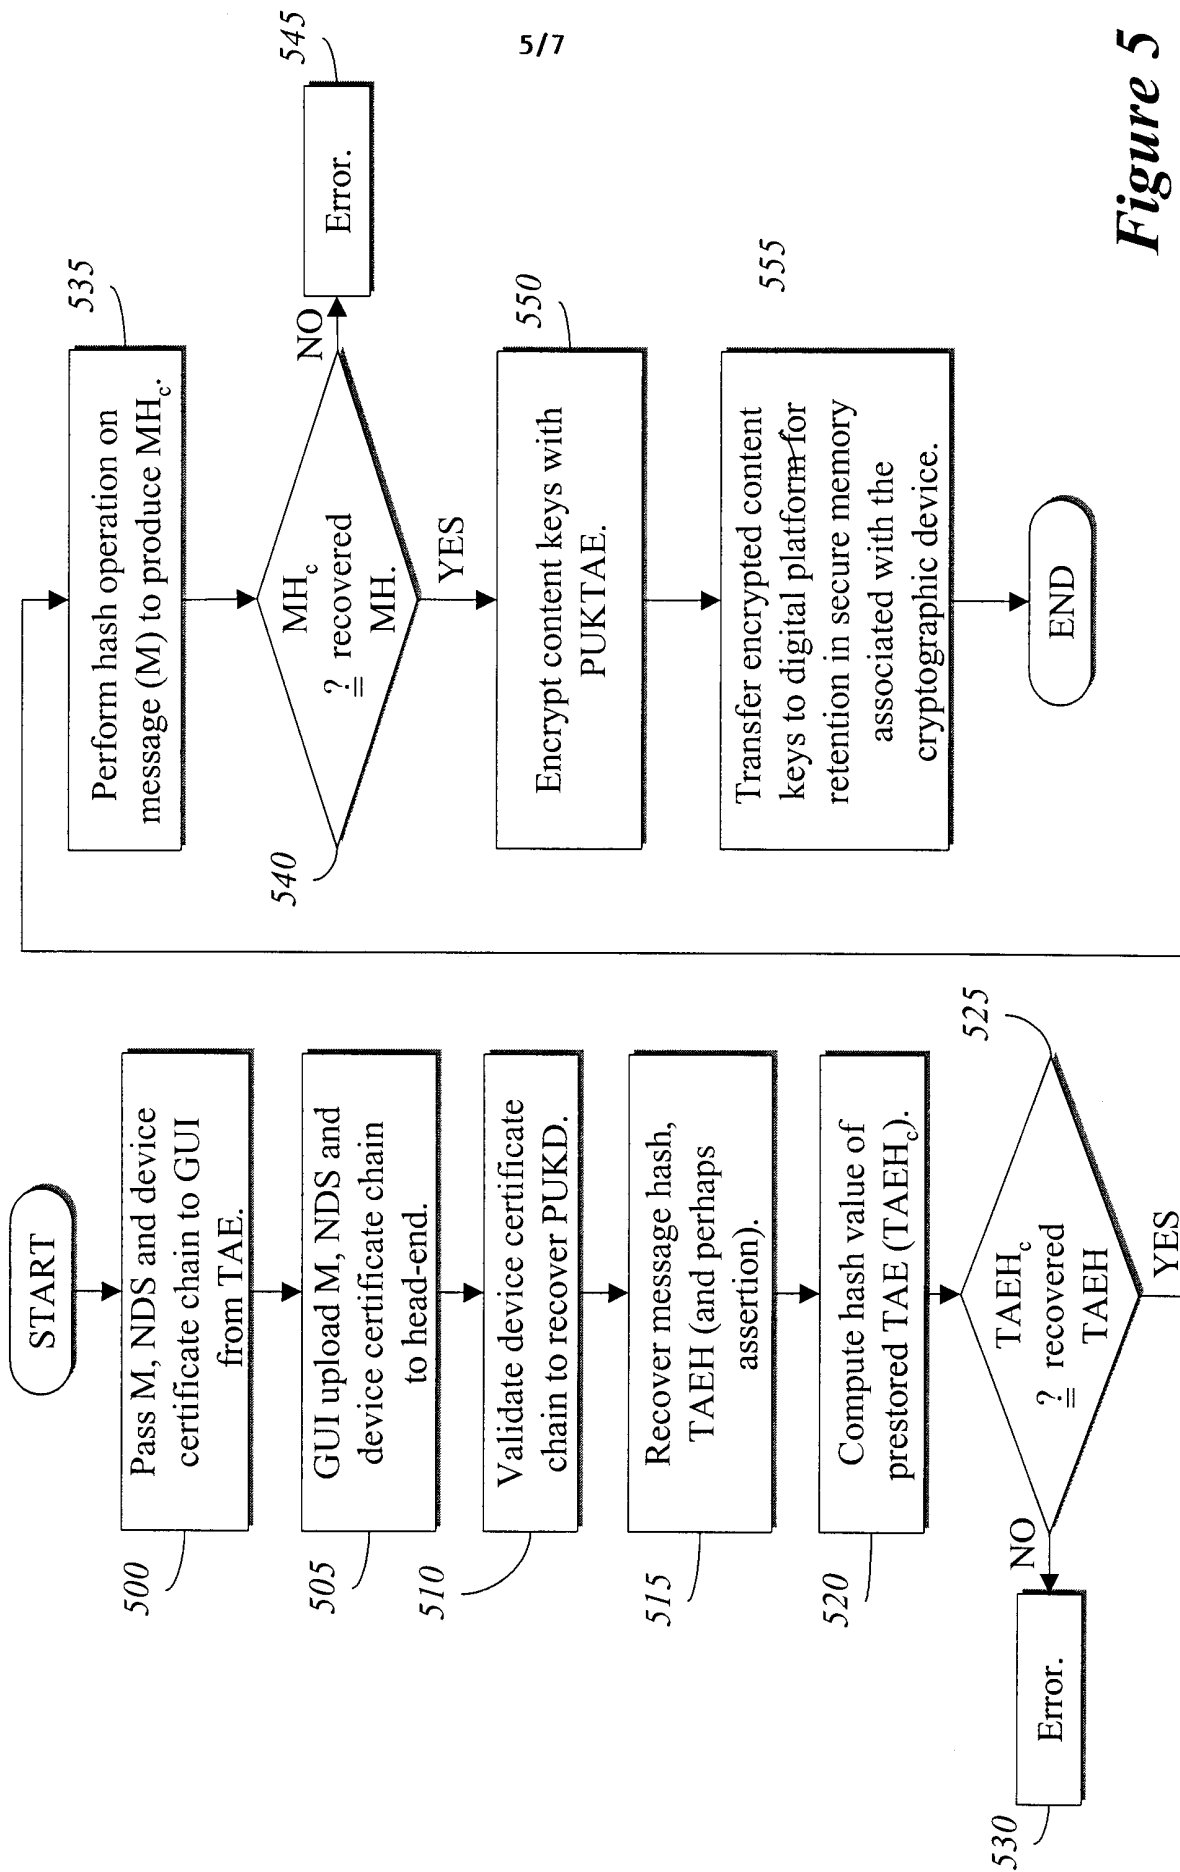 5/7
START
Pass M, NDS and device
certificate chain to GUI
from TAE.
500
GUI upload M, NDS and
device certificate chain
to head-end.
505
Validate device certificate
chain to recover PUKD.
510
Recover message hash,
TAEH (and perhaps
assertion).
515
Compute hash value of
prestored TAE (TAEHc).
520
TAEHc
≟ recovered
TAEH
525
NO
Error.
530
YES
Perform hash operation on
message (M) to produce MHc.
535
MHc
≟ recovered
MH.
540
NO
Error.
545
YES
Encrypt content keys with
PUKTAE.
550
Transfer encrypted content
keys to digital platform for
retention in secure memory
associated with the
cryptographic device.
555
END
Figure 5